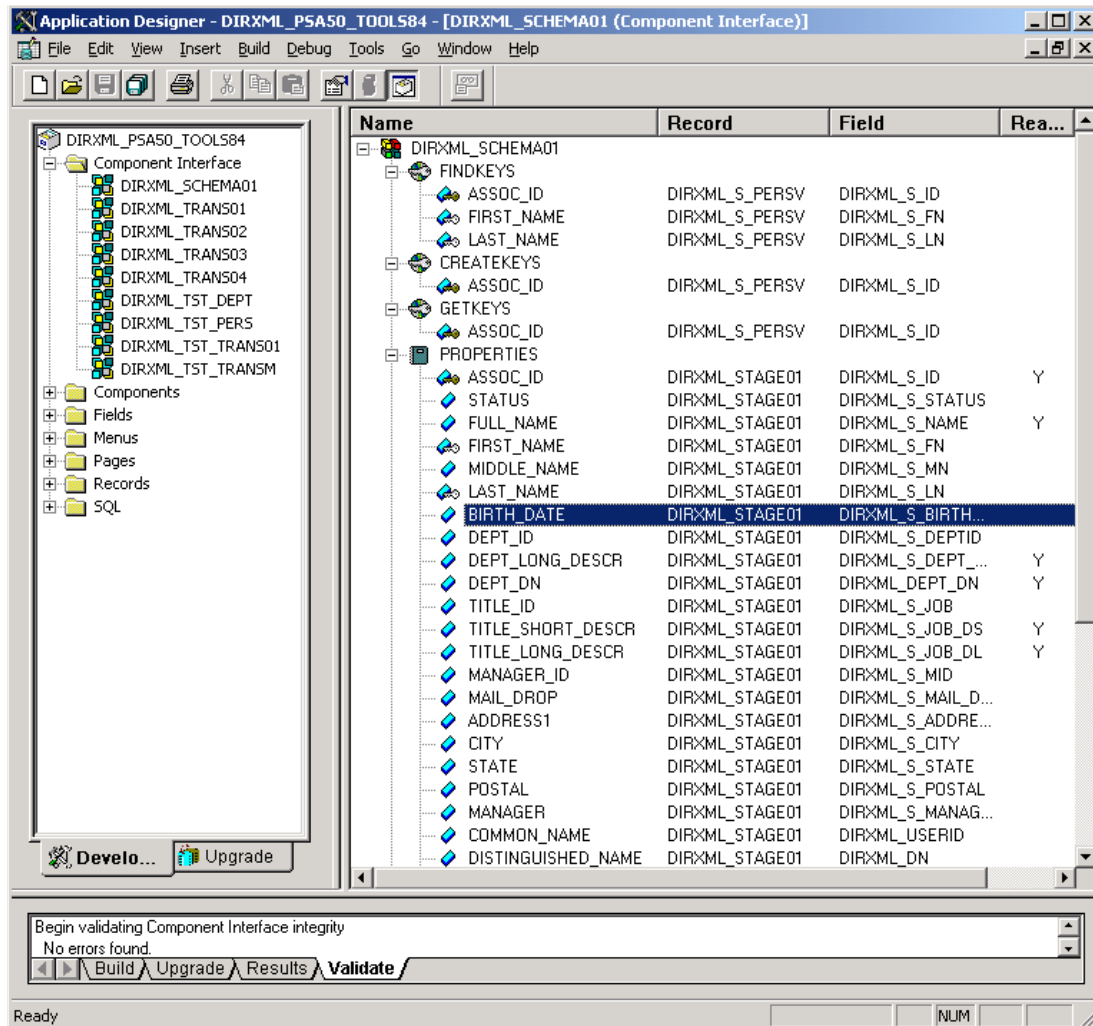 Application Designer - DIRXML_PSA50_TOOLS84 - [DIRXML_SCHEMA01 (Component Interface)]
File Edit View Insert Build Debug Tools Go Window Help
DIRXML_PSA50_TOOLS84
Component Interface
DIRXML_SCHEMA01
DIRXML_TRANS01
DIRXML_TRANS02
DIRXML_TRANS03
DIRXML_TRANS04
DIRXML_TST_DEPT
DIRXML_TST_PERS
DIRXML_TST_TRANS01
DIRXML_TST_TRANSM
Components
Fields
Menus
Pages
Records
SQL
Develo... Upgrade
Name Record Field Rea...
DIRXML_SCHEMA01
FINDKEYS
ASSOC_ID DIRXML_S_PERSV DIRXML_S_ID
FIRST_NAME DIRXML_S_PERSV DIRXML_S_FN
LAST_NAME DIRXML_S_PERSV DIRXML_S_LN
CREATEKEYS
ASSOC_ID DIRXML_S_PERSV DIRXML_S_ID
GETKEYS
ASSOC_ID DIRXML_S_PERSV DIRXML_S_ID
PROPERTIES
ASSOC_ID DIRXML_STAGE01 DIRXML_S_ID Y
STATUS DIRXML_STAGE01 DIRXML_S_STATUS
FULL_NAME DIRXML_STAGE01 DIRXML_S_NAME Y
FIRST_NAME DIRXML_STAGE01 DIRXML_S_FN
MIDDLE_NAME DIRXML_STAGE01 DIRXML_S_MN
LAST_NAME DIRXML_STAGE01 DIRXML_S_LN
BIRTH_DATE DIRXML_STAGE01 DIRXML_S_BIRTH...
DEPT_ID DIRXML_STAGE01 DIRXML_S_DEPTID
DEPT_LONG_DESCR DIRXML_STAGE01 DIRXML_S_DEPT_... Y
DEPT_DN DIRXML_STAGE01 DIRXML_DEPT_DN Y
TITLE_ID DIRXML_STAGE01 DIRXML_S_JOB
TITLE_SHORT_DESCR DIRXML_STAGE01 DIRXML_S_JOB_DS Y
TITLE_LONG_DESCR DIRXML_STAGE01 DIRXML_S_JOB_DL Y
MANAGER_ID DIRXML_STAGE01 DIRXML_S_MID
MAIL_DROP DIRXML_STAGE01 DIRXML_S_MAIL_D...
ADDRESS1 DIRXML_STAGE01 DIRXML_S_ADDRE...
CITY DIRXML_STAGE01 DIRXML_S_CITY
STATE DIRXML_STAGE01 DIRXML_S_STATE
POSTAL DIRXML_STAGE01 DIRXML_S_POSTAL
MANAGER DIRXML_STAGE01 DIRXML_S_MANAG...
COMMON_NAME DIRXML_STAGE01 DIRXML_USERID
DISTINGUISHED_NAME DIRXML_STAGE01 DIRXML_DN
Begin validating Component Interface integrity
No errors found.
Build Upgrade Results Validate
Ready NUM